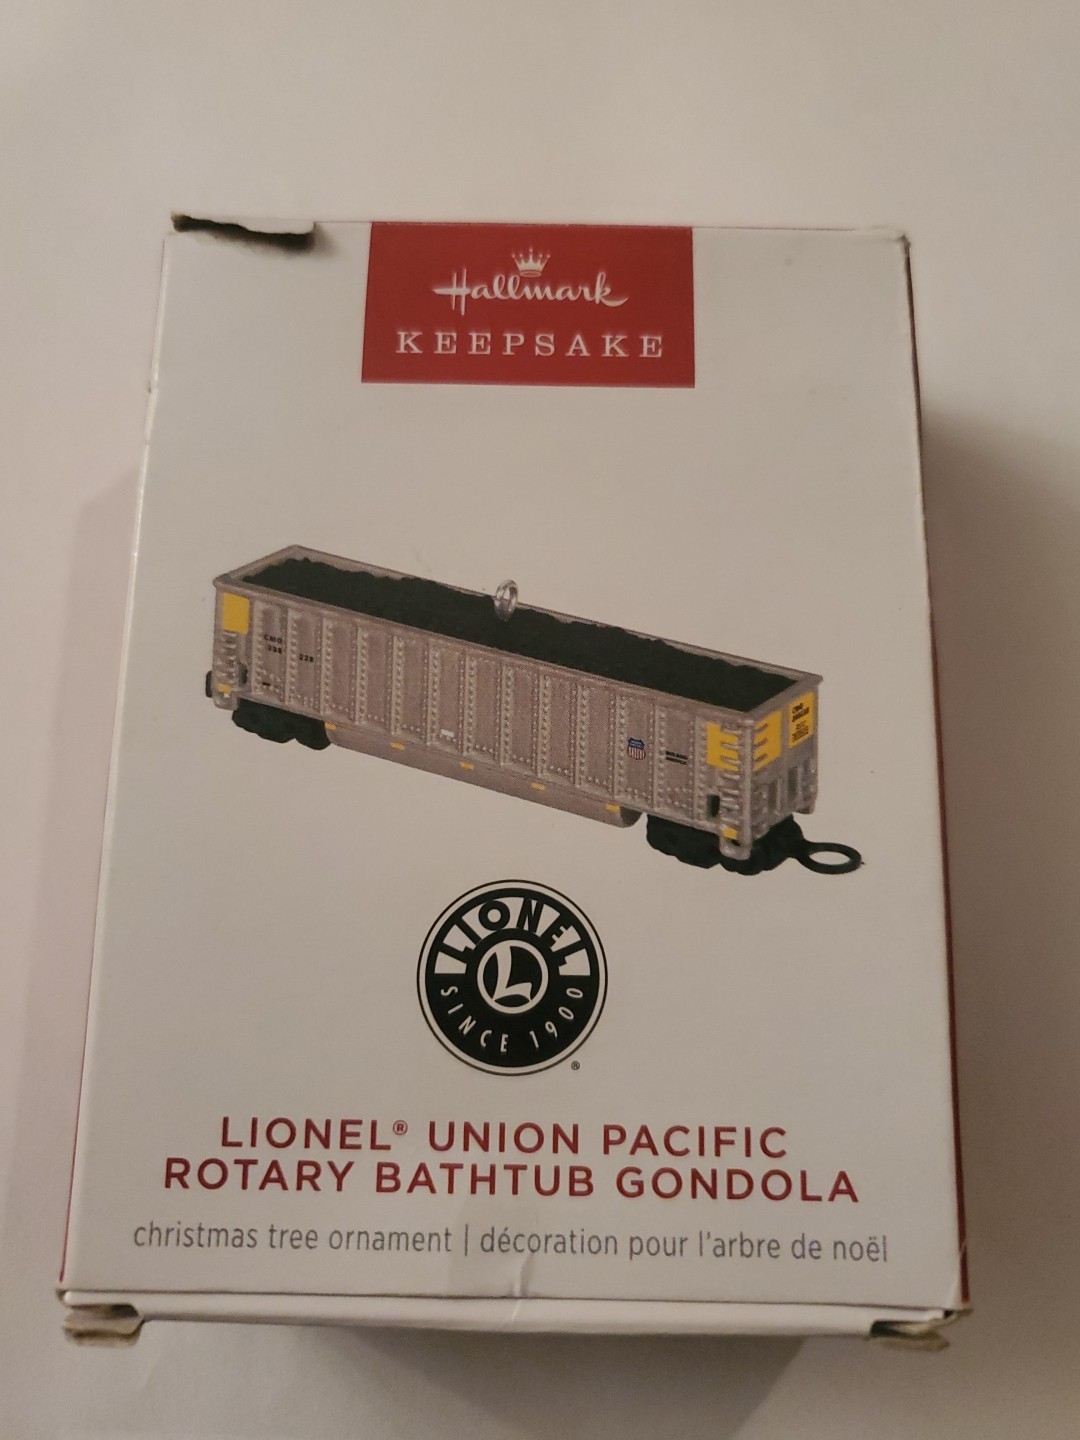 Hallmark
KEEPSAKE
CMO
LIONEL
L
SINCE 1900
®
LIONEL® UNION PACIFIC
ROTARY BATHTUB GONDOLA
christmas tree ornament | décoration pour l'arbre de noël